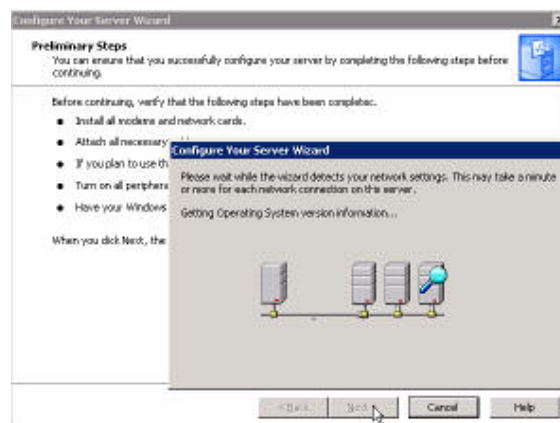 Configure Your Server Wizard
Preliminary Steps
You can ensure that you successfully configure your server by completing the following steps before
continuing.
Before continuing, verify that the following steps have been completed.
Install all modems and network cards.
Attach all necessary
If you plan to use th
Turn on all periphera
Have your Windows
When you click Next, the
Configure Your Server Wizard
Please wait while the wizard detects your network settings. This may take a minute
or more for each network connection on this server.
Getting Operating System version information...
< Back
Next
Cancel
Help